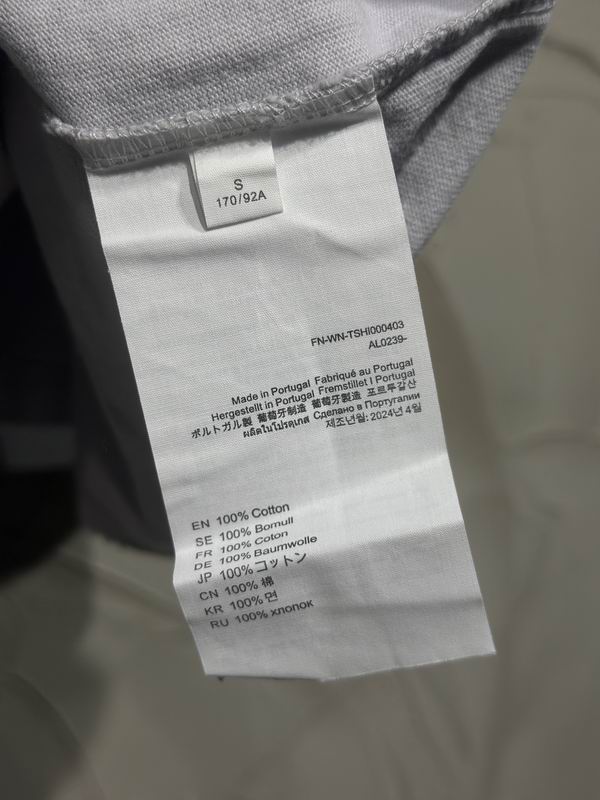 S
170/92A
FN-WN-TSHI000403
AL0239-
Made in Portugal Fabriqué au Portugal
Hergestellt in Portugal Fremstillet I Portugal
ポルトガル製 葡萄牙制造 葡萄牙製造 포르투갈산
ผลิตในโปรตุเกส Сделано в Португалии
제조년월: 2024년 4월
EN 100% Cotton
SE 100% Bomull
FR 100% Coton
DE 100% Baumwolle
JP 100% コットン
CN 100% 棉
KR 100% 면
RU 100% хлопок